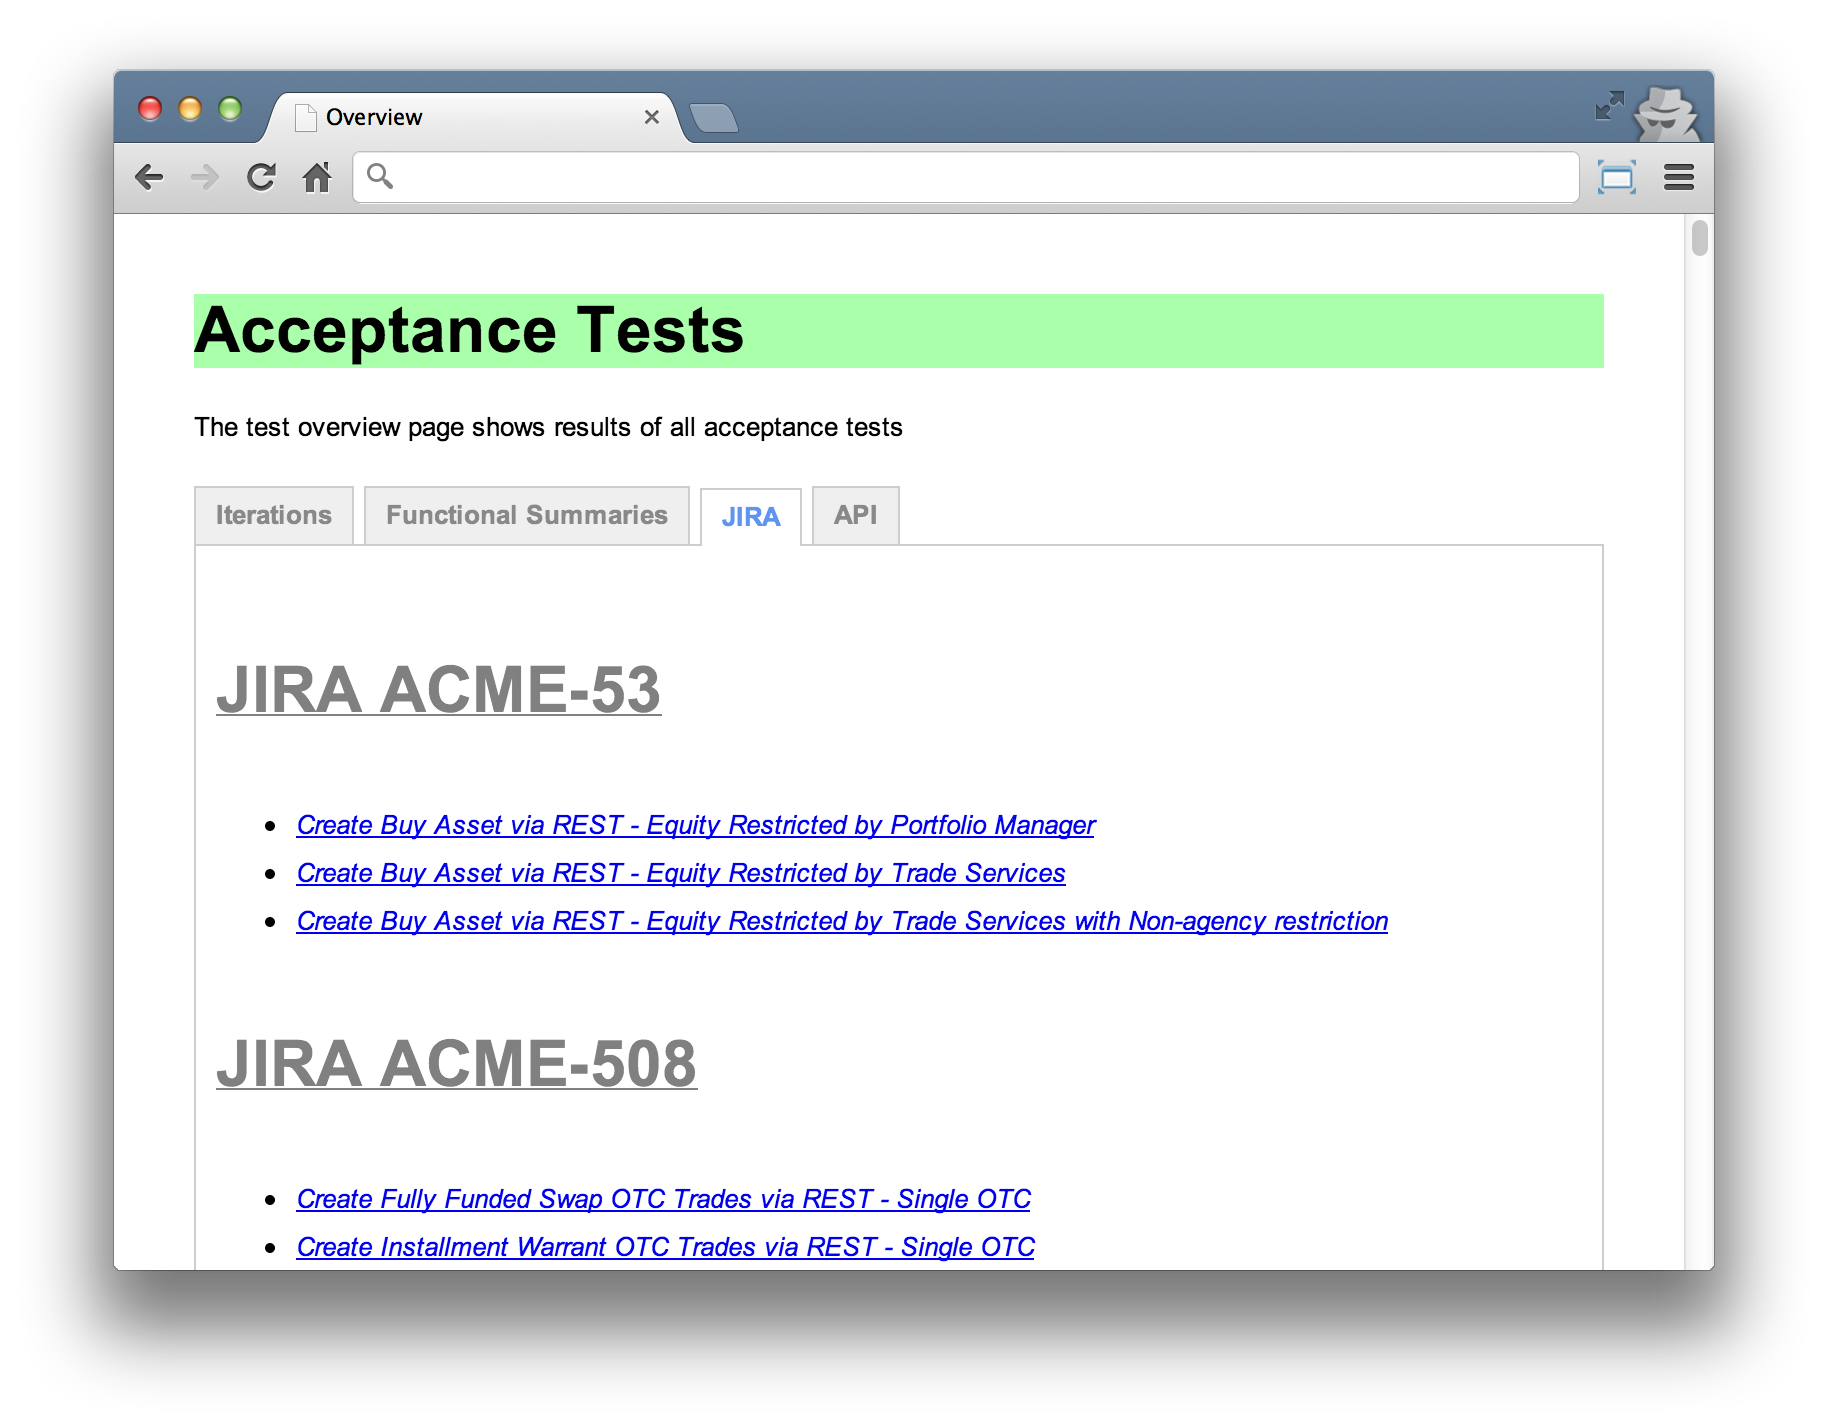 Overview
Acceptance Tests
The test overview page shows results of all acceptance tests
Iterations Functional Summaries JIRA API
JIRA ACME-53
Create Buy Asset via REST - Equity Restricted by Portfolio Manager
Create Buy Asset via REST - Equity Restricted by Trade Services
Create Buy Asset via REST - Equity Restricted by Trade Services with Non-agency restriction
JIRA ACME-508
Create Fully Funded Swap OTC Trades via REST - Single OTC
Create Installment Warrant OTC Trades via REST - Single OTC